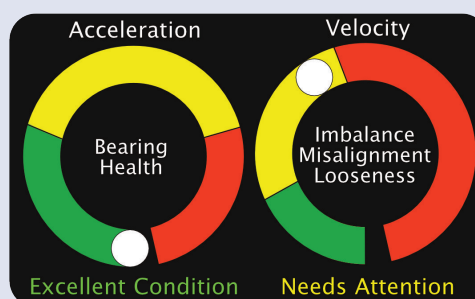 Acceleration
Bearing
Health
Excellent Condition
Velocity
Imbalance
Misalignment
Looseness
Needs Attention